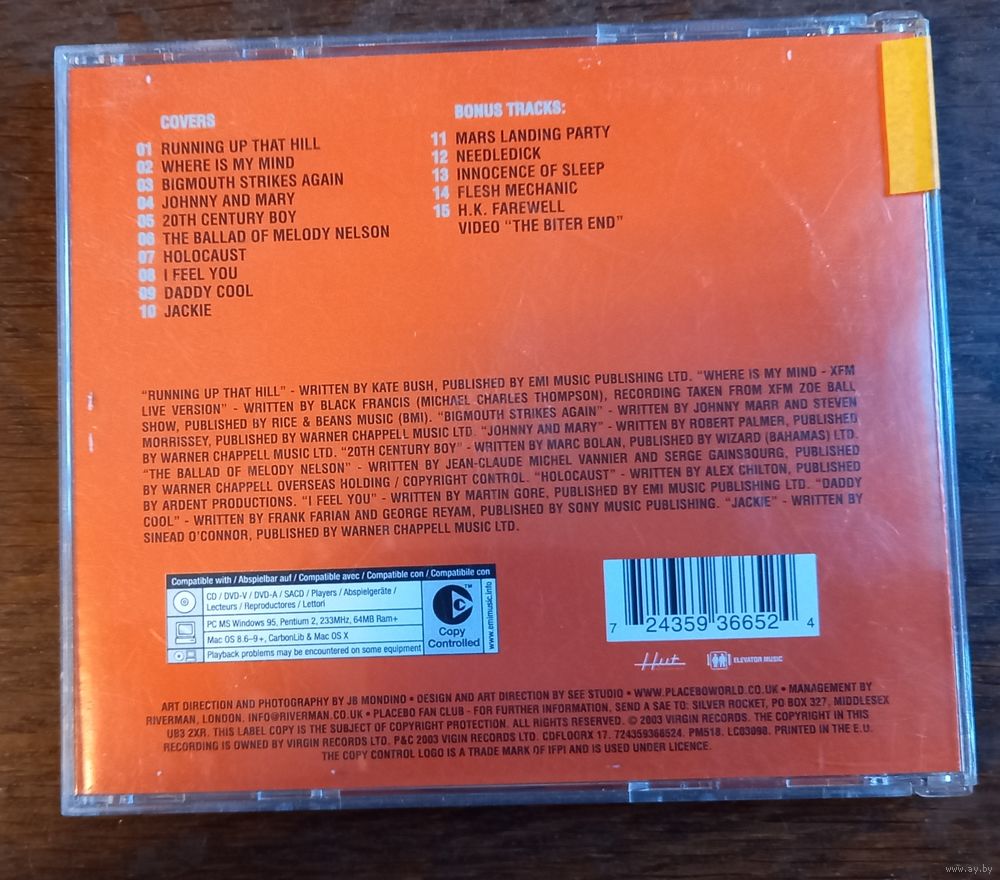 COVERS
01 RUNNING UP THAT HILL
02 WHERE IS MY MIND
03 BIGMOUTH STRIKES AGAIN
04 JOHNNY AND MARY
05 20TH CENTURY BOY
06 THE BALLAD OF MELODY NELSON
07 HOLOCAUST
08 I FEEL YOU
09 DADDY COOL
10 JACKIE
BONUS TRACKS:
11 MARS LANDING PARTY
12 NEEDLEDICK
13 INNOCENCE OF SLEEP
14 FLESH MECHANIC
15 H.K. FAREWELL
VIDEO "THE BITER END"
"RUNNING UP THAT HILL" - WRITTEN BY KATE BUSH, PUBLISHED BY EMI MUSIC PUBLISHING LTD. "WHERE IS MY MIND - XFM
LIVE VERSION" - WRITTEN BY BLACK FRANCIS (MICHAEL CHARLES THOMPSON), RECORDING TAKEN FROM XFM ZOE BALL
SHOW, PUBLISHED BY RICE & BEANS MUSIC (BMI). "BIGMOUTH STRIKES AGAIN" - WRITTEN BY JOHNNY MARR AND STEVEN
MORRISSEY, PUBLISHED BY WARNER CHAPPELL MUSIC LTD. "JOHNNY AND MARY" - WRITTEN BY ROBERT PALMER, PUBLISHED
BY WARNER CHAPPELL MUSIC LTD. "20TH CENTURY BOY" - WRITTEN BY MARC BOLAN, PUBLISHED BY WIZARD (BAHAMAS) LTD.
"THE BALLAD OF MELODY NELSON" - WRITTEN BY JEAN-CLAUDE MICHEL VANNIER AND SERGE GAINSBOURG, PUBLISHED
BY WARNER CHAPPELL OVERSEAS HOLDING / COPYRIGHT CONTROL. "HOLOCAUST" - WRITTEN BY ALEX CHILTON, PUBLISHED
BY ARDENT PRODUCTIONS. "I FEEL YOU" - WRITTEN BY MARTIN GORE, PUBLISHED BY EMI MUSIC PUBLISHING LTD. "DADDY
COOL" - WRITTEN BY FRANK FARIAN AND GEORGE REYAM, PUBLISHED BY SONY MUSIC PUBLISHING. "JACKIE" - WRITTEN BY
SINEAD O'CONNOR, PUBLISHED BY WARNER CHAPPELL MUSIC LTD.
Compatible with / Abspielbar auf / Compatible avec / Compatible con / Compatibile con
CD / DVD-V / DVD-A / SACD / Players / Abspielgeräte /
Lecteurs / Reproductores / Lettori
PC MS Windows 95, Pentium 2, 233MHz, 64MB Ram+
Mac OS 8.6-9+, CarbonLib & Mac OS X
Playback problems may be encountered on some equipment
TM
Copy
Controlled
www.emimusic.info
7 24359 36652 4
Hut
ELEVATOR MUSIC
ART DIRECTION AND PHOTOGRAPHY BY JB MONDINO • DESIGN AND ART DIRECTION BY SEE STUDIO • WWW.PLACEBOWORLD.CO.UK • MANAGEMENT BY
RIVERMAN, LONDON. INFO@RIVERMAN.CO.UK • PLACEBO FAN CLUB - FOR FURTHER INFORMATION, SEND A SAE TO: SILVER ROCKET, PO BOX 327, MIDDLESEX
UB3 2XR. THIS LABEL COPY IS THE SUBJECT OF COPYRIGHT PROTECTION. ALL RIGHTS RESERVED. © 2003 VIRGIN RECORDS. THE COPYRIGHT IN THIS
RECORDING IS OWNED BY VIRGIN RECORDS LTD. P&C 2003 VIGIN RECORDS LTD. CDFLOORX 17. 724359366524. PM518. LC03098. PRINTED IN THE E.U.
THE COPY CONTROL LOGO IS A TRADE MARK OF IFPI AND IS USED UNDER LICENCE.
www.ay.by